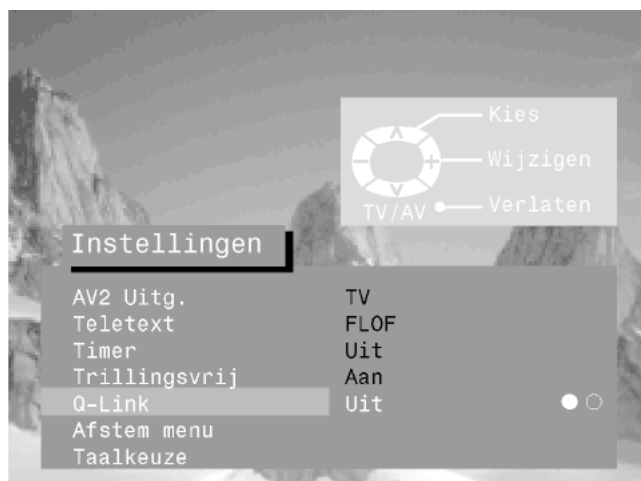 Kies
Wijzigen
TV/AV Verlaten
Instellingen
AV2 Uitg. TV
Teletext FLOF
Timer Uit
Trillingsvrij Aan
Q-Link Uit
Afstem menu
Taalkeuze